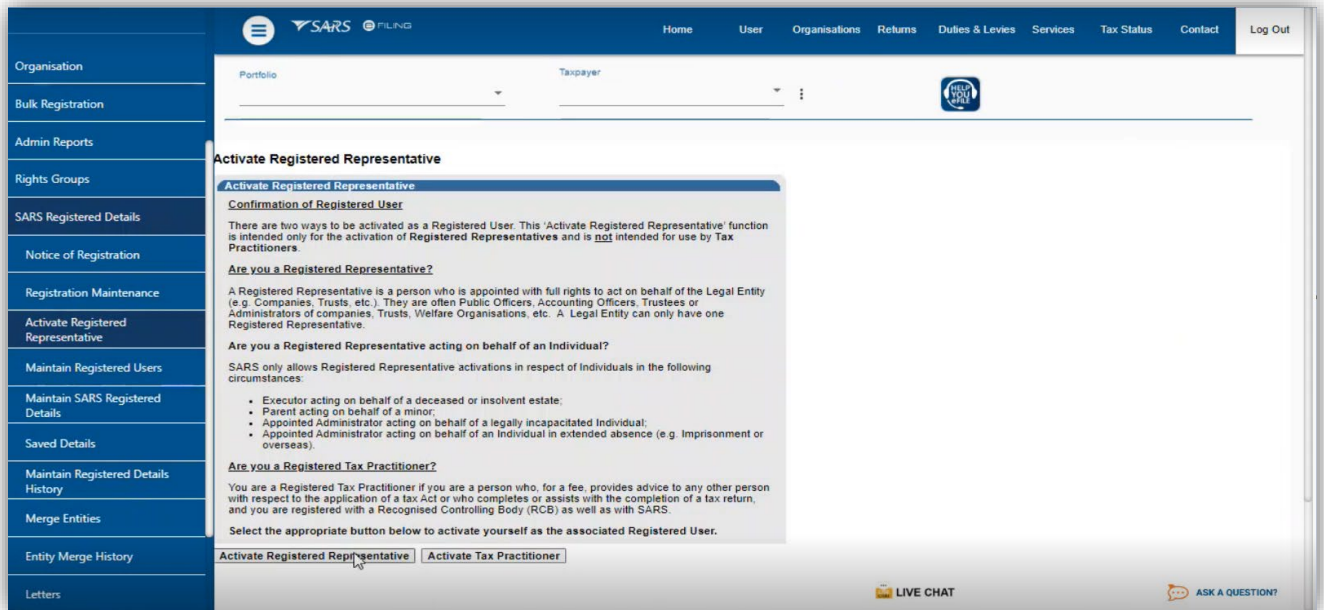 SARS eFILING
Home User Organisations Returns Duties & Levies Services Tax Status Contact Log Out
Organisation
Bulk Registration
Admin Reports
Rights Groups
SARS Registered Details
Notice of Registration
Registration Maintenance
Activate Registered
Representative
Maintain Registered Users
Maintain SARS Registered
Details
Saved Details
Maintain Registered Details
History
Merge Entities
Entity Merge History
Letters
Portfolio
Taxpayer
HELP
YOU
eFILE
Activate Registered Representative
Activate Registered Representative
Confirmation of Registered User
There are two ways to be activated as a Registered User. This 'Activate Registered Representative' function
is intended only for the activation of Registered Representatives and is not intended for use by Tax
Practitioners.
Are you a Registered Representative?
A Registered Representative is a person who is appointed with full rights to act on behalf of the Legal Entity
(e.g. Companies, Trusts, etc.). They are often Public Officers, Accounting Officers, Trustees or
Administrators of companies, Trusts, Welfare Organisations, etc. A Legal Entity can only have one
Registered Representative.
Are you a Registered Representative acting on behalf of an Individual?
SARS only allows Registered Representative activations in respect of Individuals in the following
circumstances:
• Executor acting on behalf of a deceased or insolvent estate;
• Parent acting on behalf of a minor;
• Appointed Administrator acting on behalf of a legally incapacitated Individual;
• Appointed Administrator acting on behalf of an Individual in extended absence (e.g. Imprisonment or
overseas).
Are you a Registered Tax Practitioner?
You are a Registered Tax Practitioner if you are a person who, for a fee, provides advice to any other person
with respect to the application of a tax Act or who completes or assists with the completion of a tax return,
and you are registered with a Recognised Controlling Body (RCB) as well as with SARS.
Select the appropriate button below to activate yourself as the associated Registered User.
Activate Registered Representative Activate Tax Practitioner
LIVE CHAT
ASK A QUESTION?